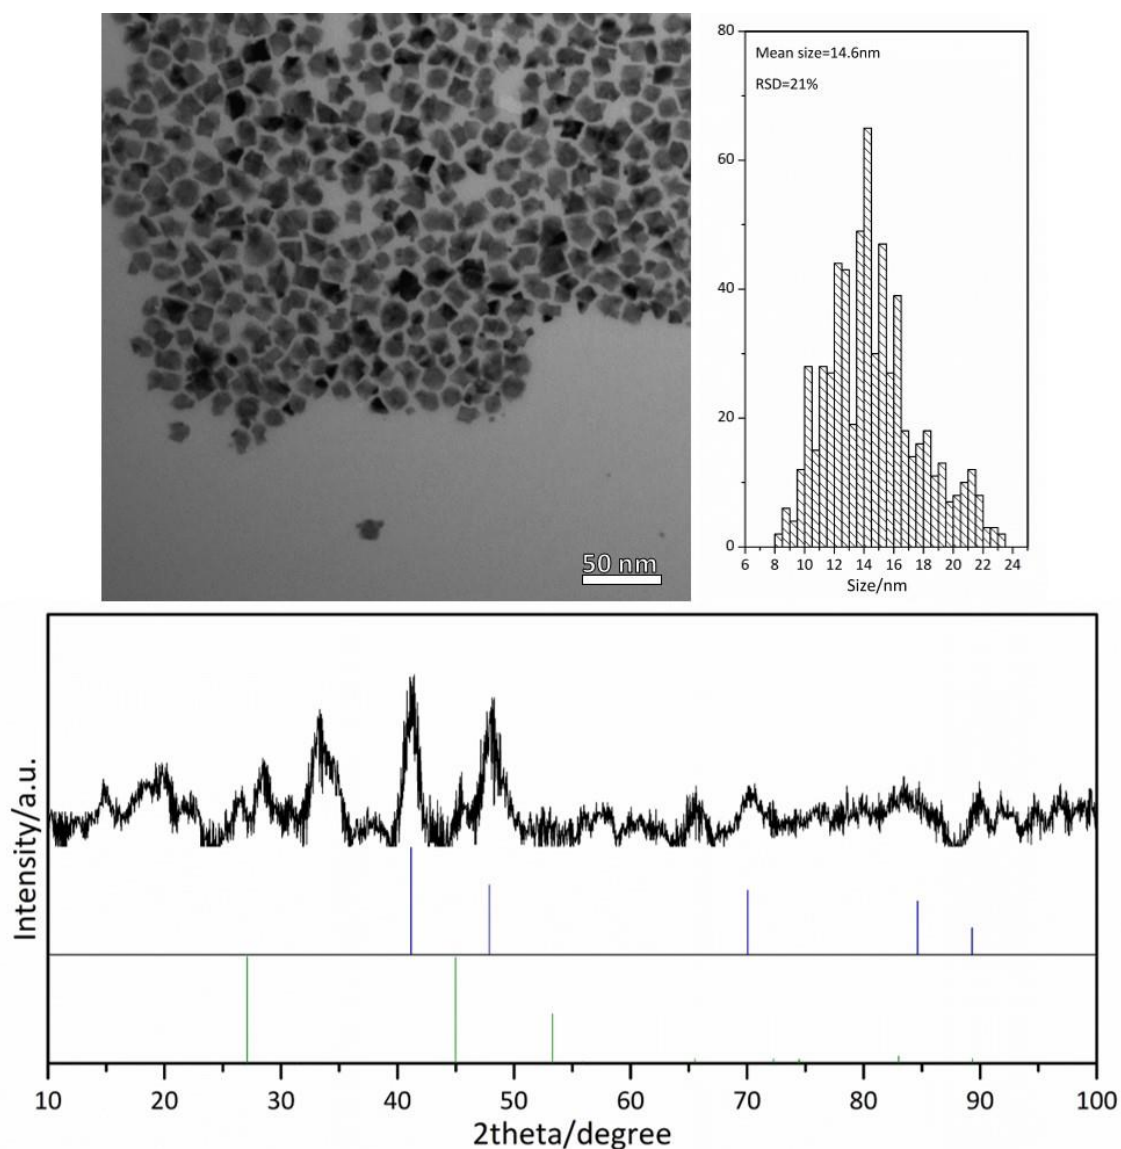 50 nm
Mean size=14.6nm
RSD=21%
80
60
40
20
0
6 8 10 12 14 16 18 20 22 24
Size/nm
Intensity/a.u.
10 20 30 40 50 60 70 80 90 100
2theta/degree